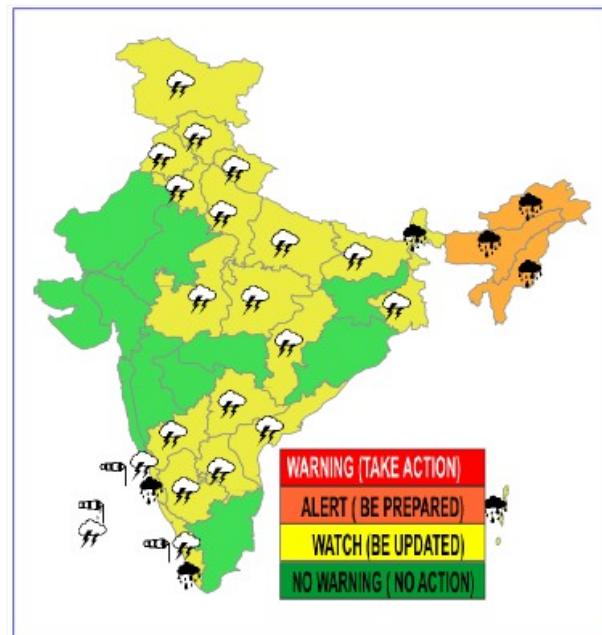 WARNING (TAKE ACTION)
ALERT ( BE PREPARED)
WATCH (BE UPDATED)
NO WARNING ( NO ACTION)